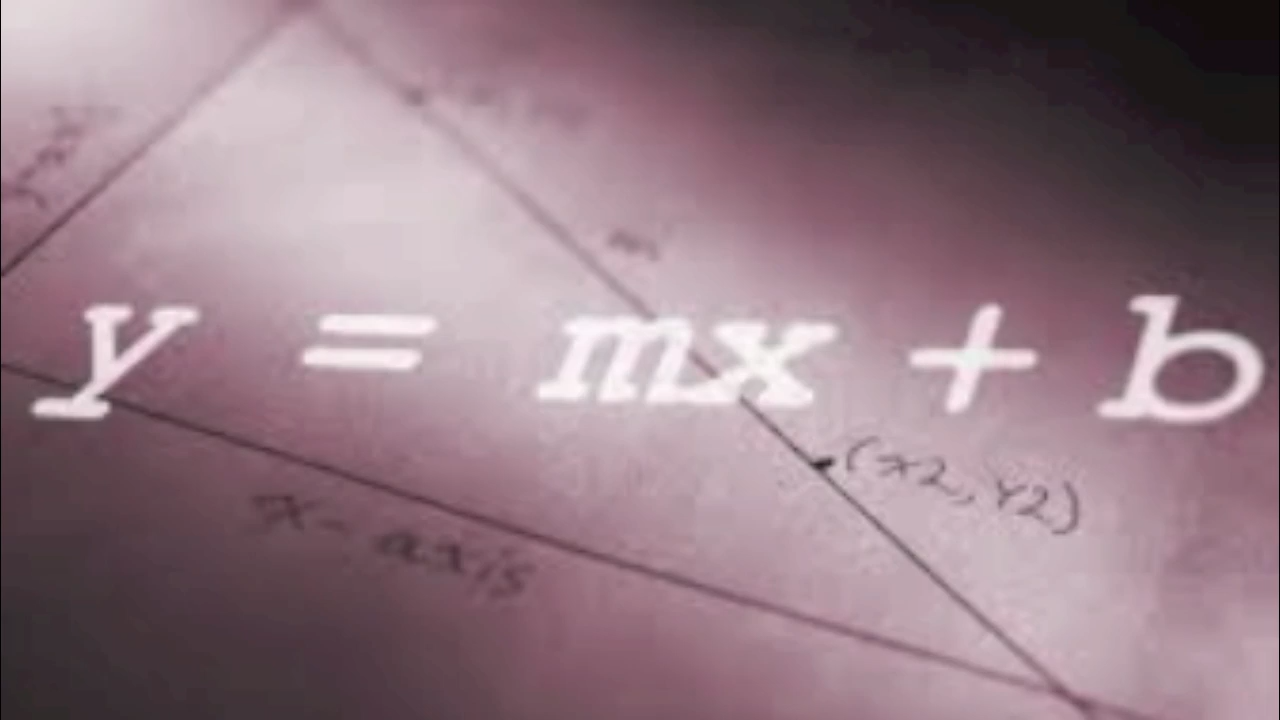 m
y = mx + b
(x2, y2)
x-axis